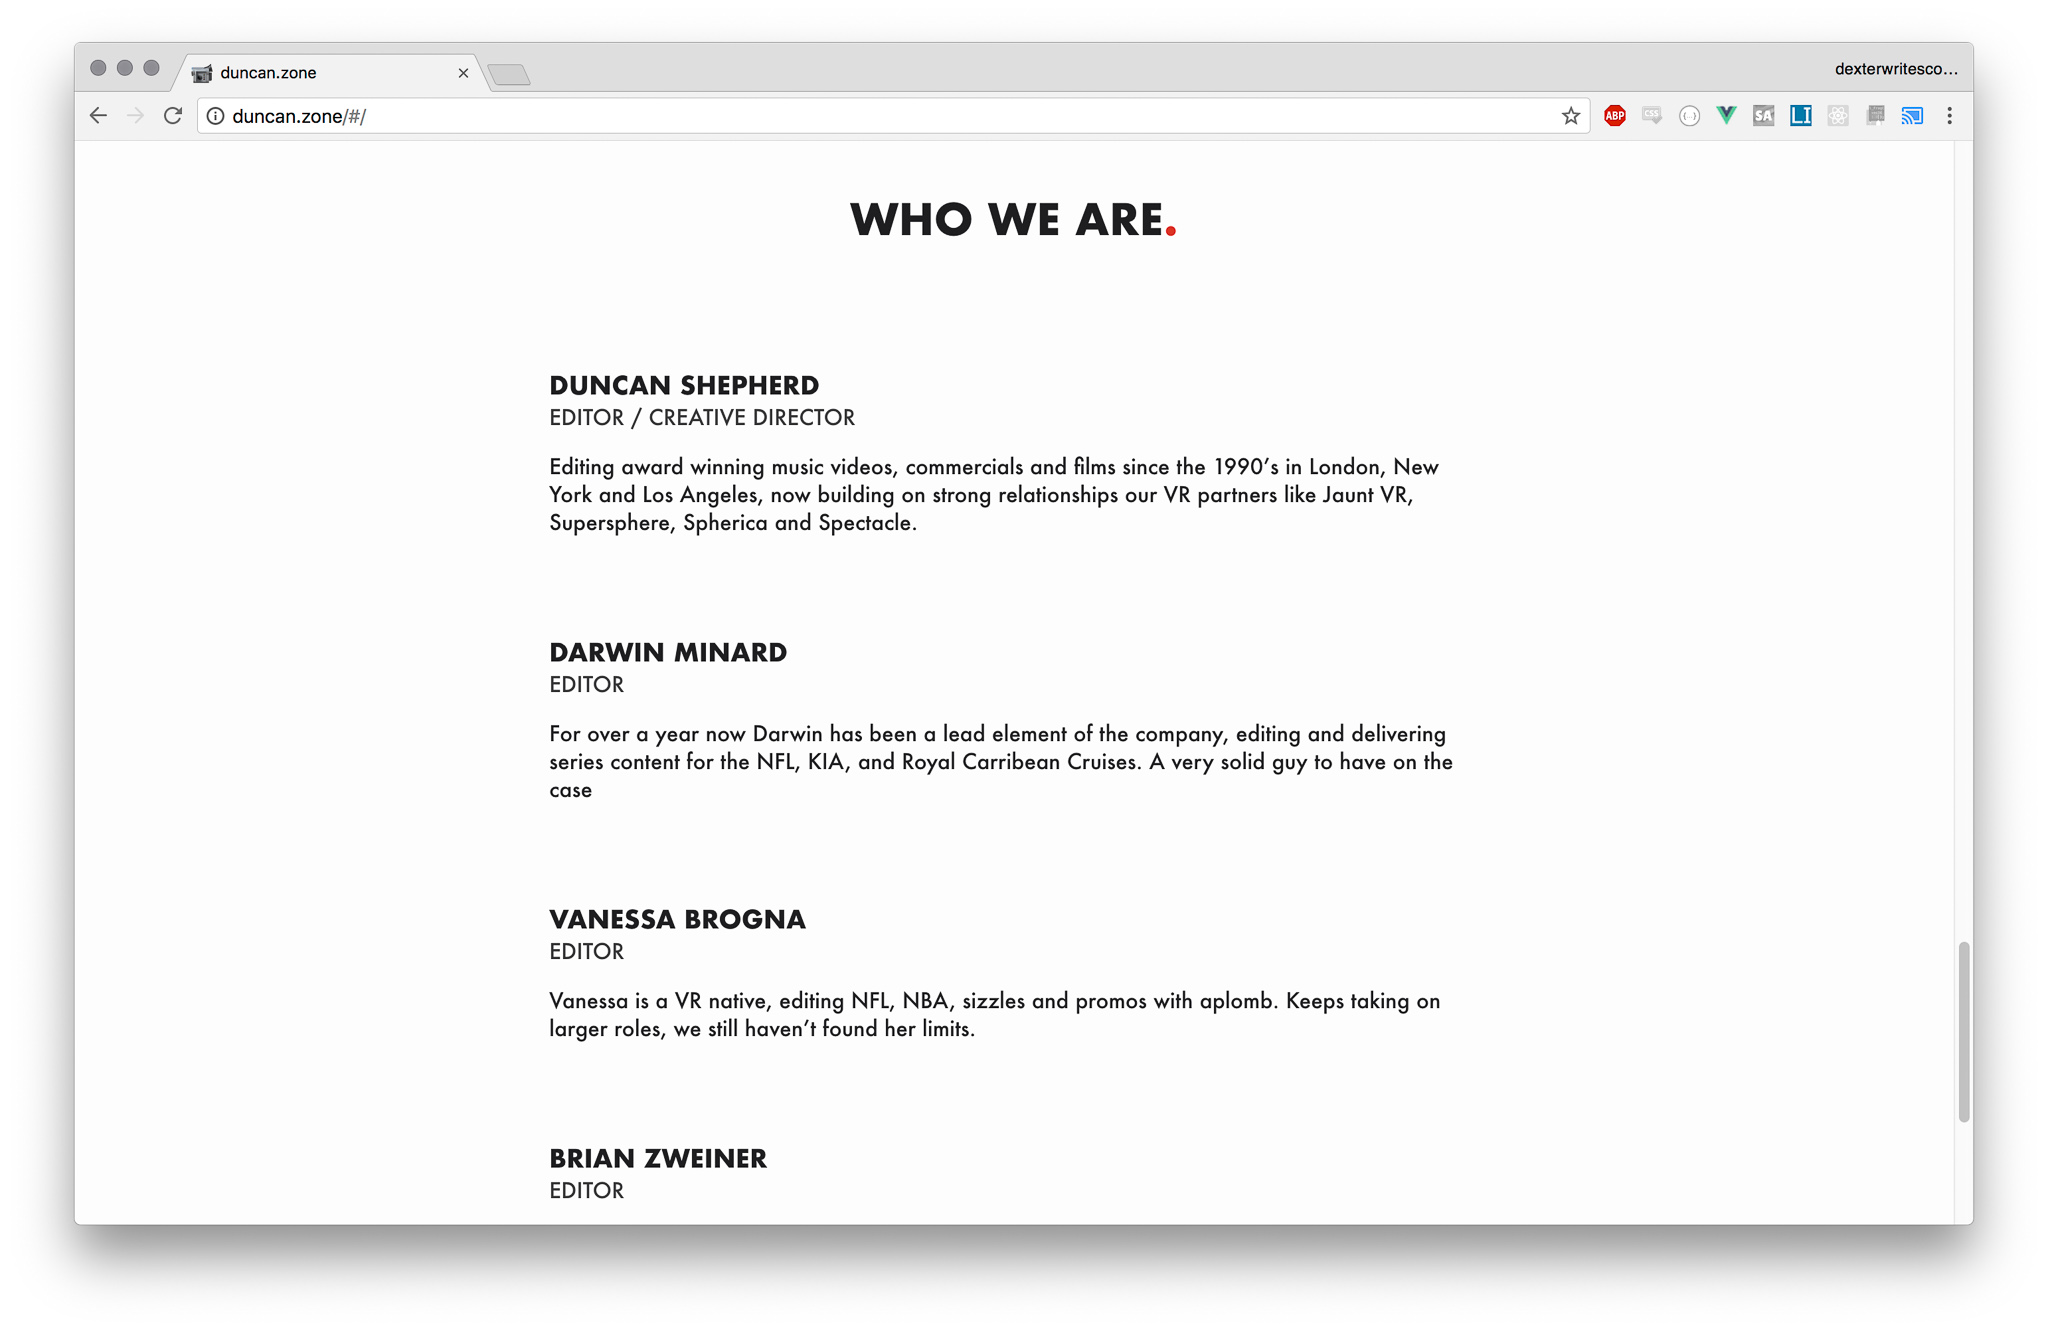 duncan.zone
dexterwritesco...
duncan.zone/#/
ABP
CSS
SA
LI
WHO WE ARE.
DUNCAN SHEPHERD
EDITOR / CREATIVE DIRECTOR
Editing award winning music videos, commercials and films since the 1990’s in London, New
York and Los Angeles, now building on strong relationships our VR partners like Jaunt VR,
Supersphere, Spherica and Spectacle.
DARWIN MINARD
EDITOR
For over a year now Darwin has been a lead element of the company, editing and delivering
series content for the NFL, KIA, and Royal Carribean Cruises. A very solid guy to have on the
case
VANESSA BROGNA
EDITOR
Vanessa is a VR native, editing NFL, NBA, sizzles and promos with aplomb. Keeps taking on
larger roles, we still haven’t found her limits.
BRIAN ZWEINER
EDITOR